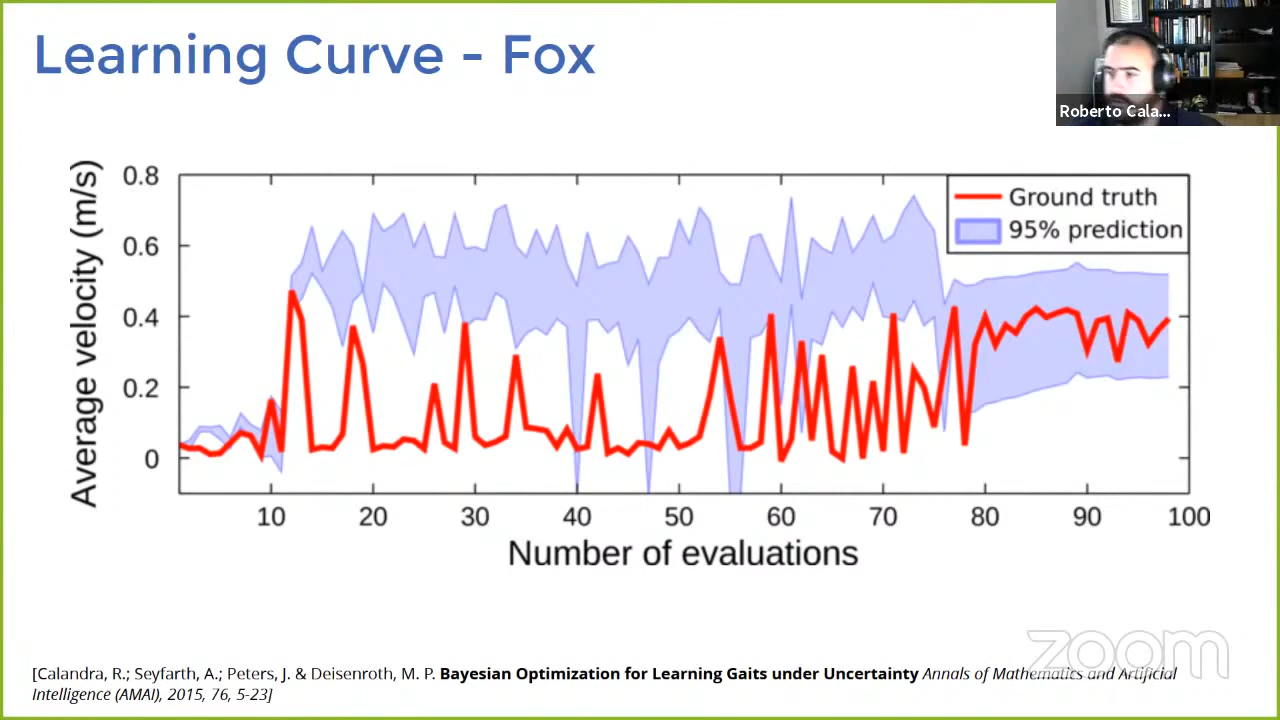 Learning Curve - Fox
Roberto Cala...
Average velocity (m/s)
0.8
0.6
0.4
0.2
0
Ground truth
95% prediction
10 20 30 40 50 60 70 80 90 100
Number of evaluations
zoom
[Calandra, R.; Seyfarth, A.; Peters, J. & Deisenroth, M. P. Bayesian Optimization for Learning Gaits under Uncertainty Annals of Mathematics and Artificial
Intelligence (AMAI), 2015, 76, 5-23]